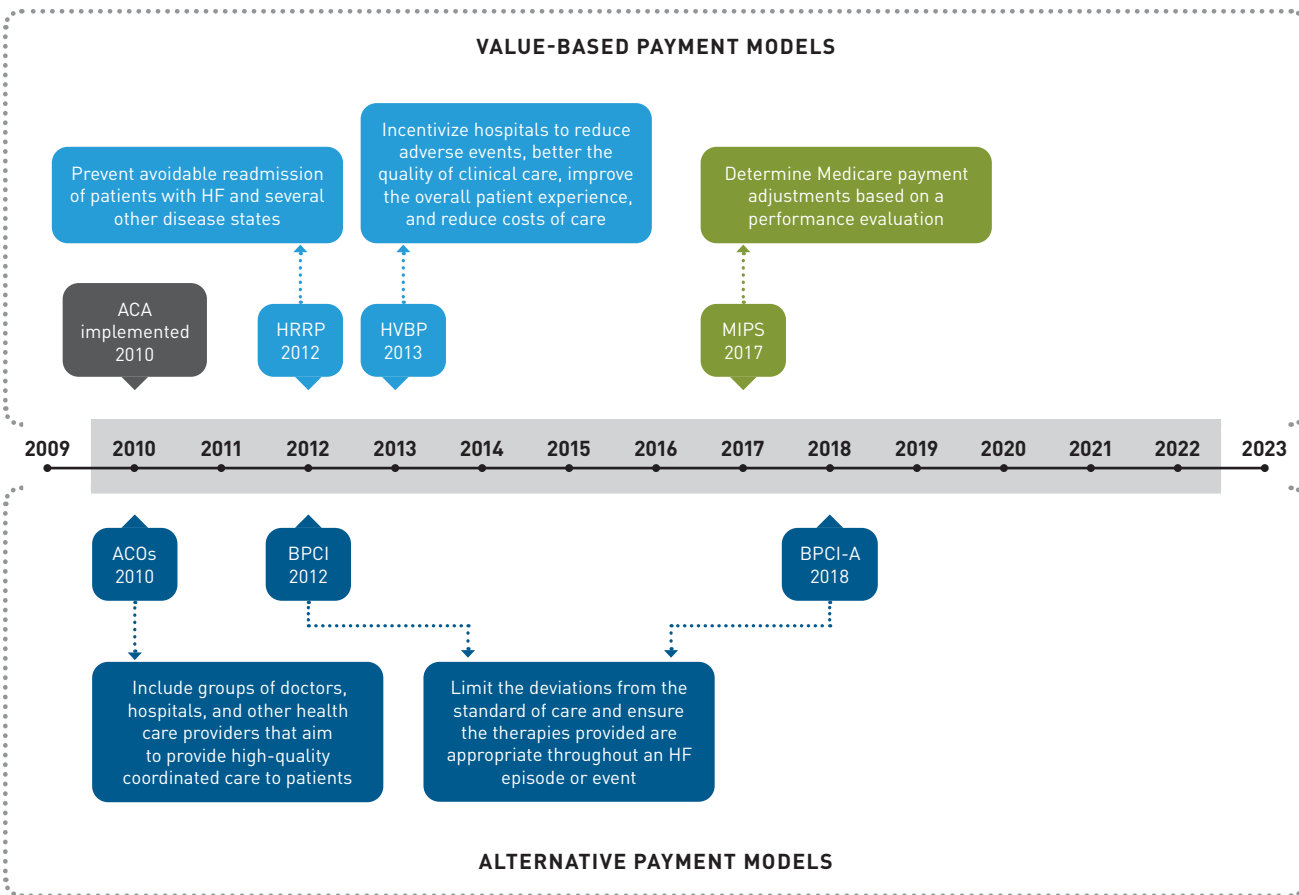 VALUE-BASED PAYMENT MODELS
Prevent avoidable readmission
of patients with HF and several
other disease states
Incentivize hospitals to reduce
adverse events, better the
quality of clinical care, improve
the overall patient experience,
and reduce costs of care
Determine Medicare payment
adjustments based on a
performance evaluation
ACA
implemented
2010
HRRP
2012
HVBP
2013
MIPS
2017
2009 2010 2011 2012 2013 2014 2015 2016 2017 2018 2019 2020 2021 2022 2023
ACOs
2010
BPCI
2012
BPCI-A
2018
Include groups of doctors,
hospitals, and other health
care providers that aim
to provide high-quality
coordinated care to patients
Limit the deviations from the
standard of care and ensure
the therapies provided are
appropriate throughout an HF
episode or event
ALTERNATIVE PAYMENT MODELS